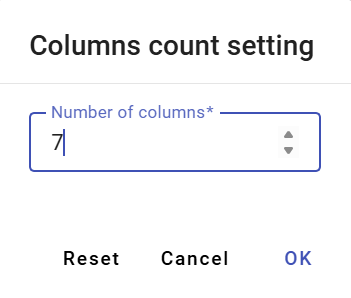 Columns count setting
Number of columns*
7
Reset Cancel OK